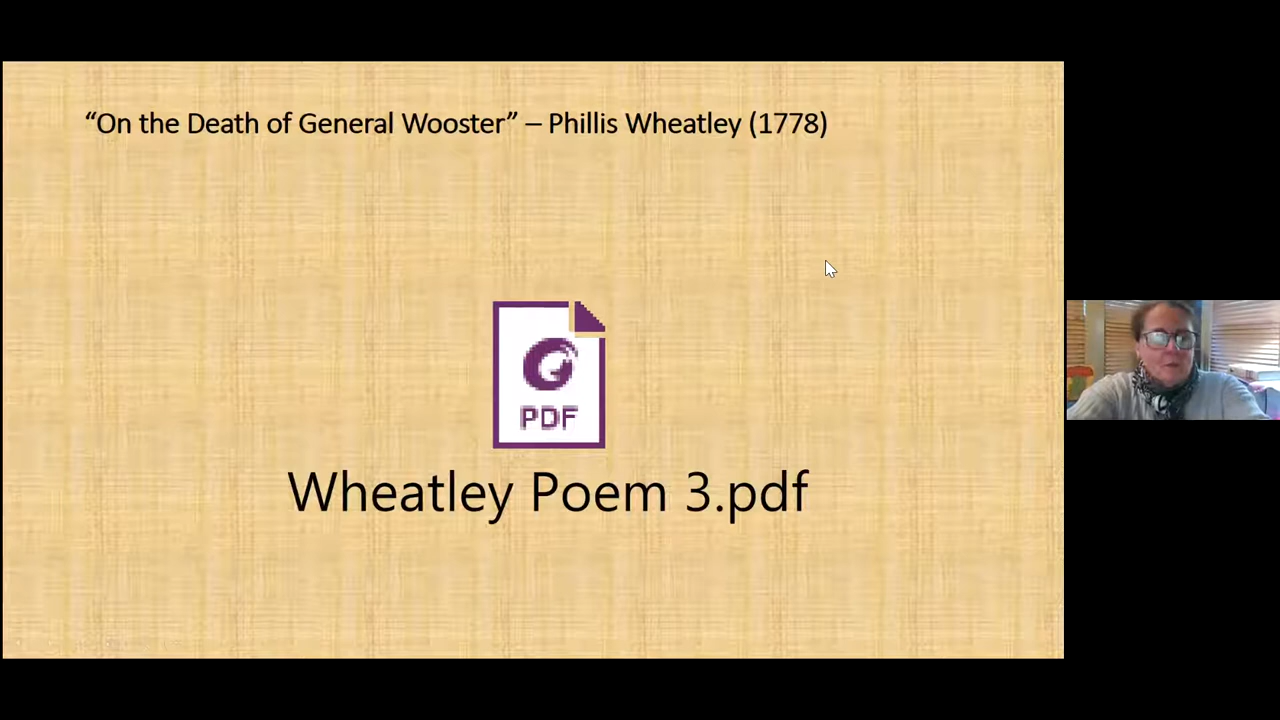 “On the Death of General Wooster” – Phillis Wheatley (1778)
PDF
Wheatley Poem 3.pdf